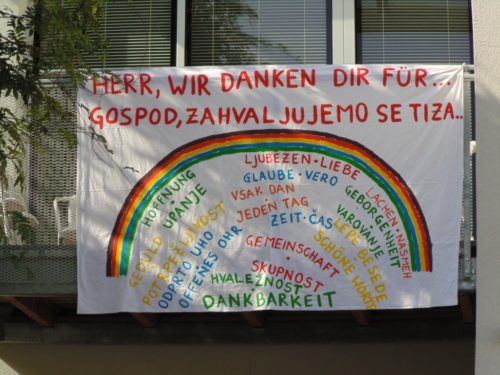 HERR, WIR DANKEN DIR FÜR...
GOSPOD, ZAHVALJUJEMO SE TI ZA..
LJUBEZEN • LIEBE
GLAUBE • VERO
VSAK DAN
JEDEN TAG
ZEIT • ČAS
GEMEINSCHAFT •
SKUPNOST
HVALEŽNOST
DANKBARKEIT
HOFFNUNG
UPANJE
GEDULD •
POTRPEŽLJIVOST
ODPRTO UHO
OFFENES OHR
LACHEN • NASMEH
GEBORGENHEIT
VAROVANJE
LEPE BESEDE
SCHÖNE WORTE